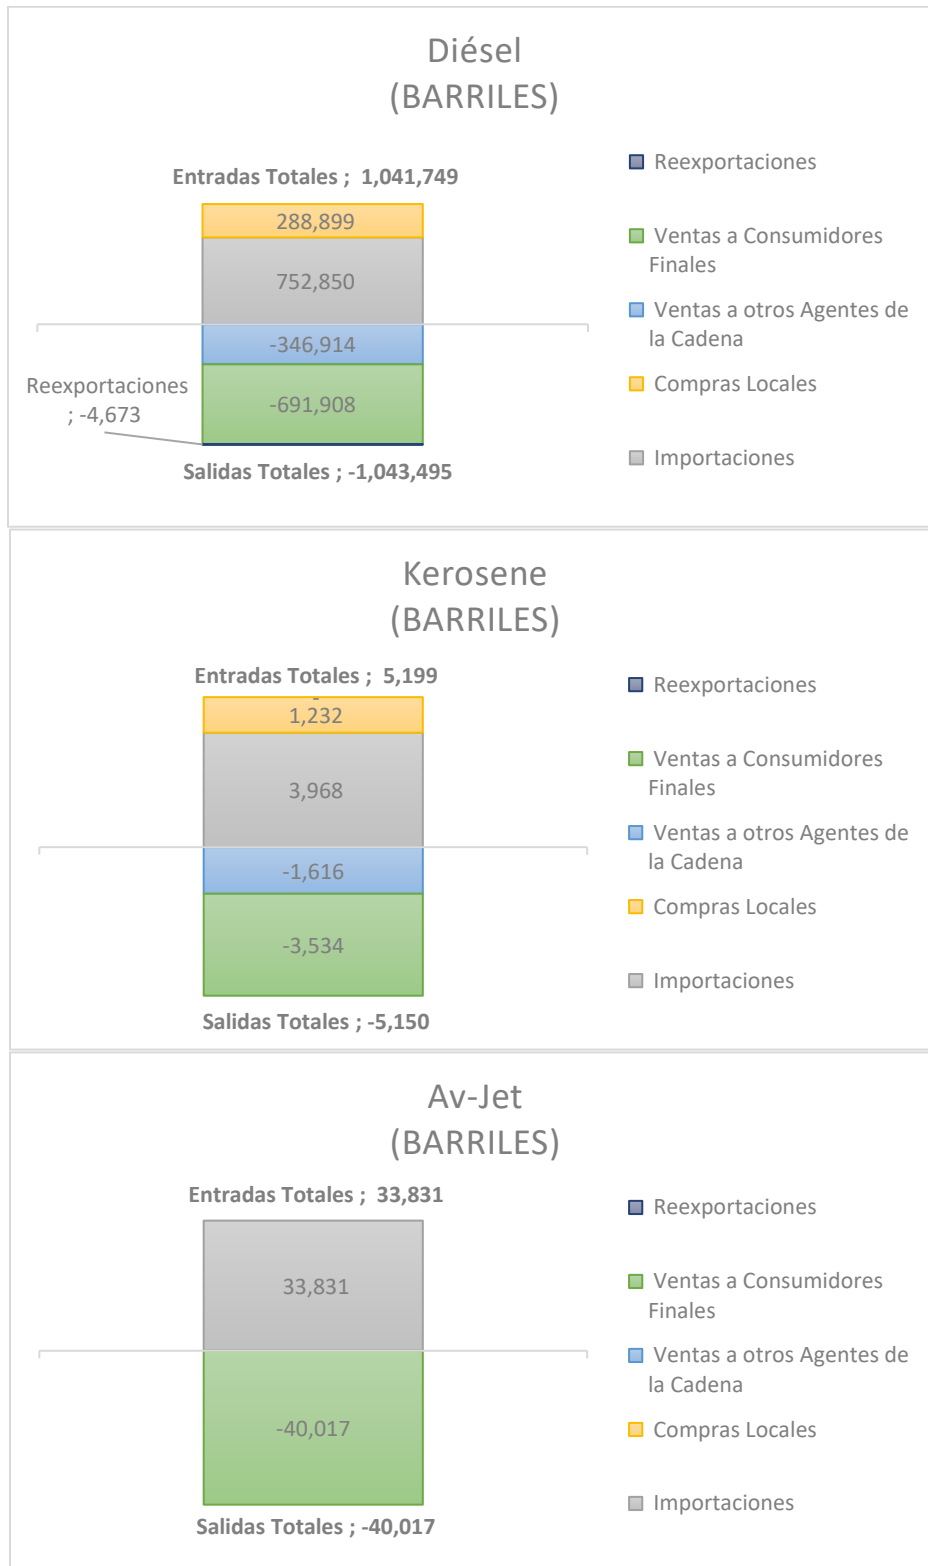 Diésel
(BARRILES)
Entradas Totales ; 1,041,749
288,899
752,850
-346,914
-691,908
Reexportaciones
; -4,673
Salidas Totales ; -1,043,495
Reexportaciones
Ventas a Consumidores
Finales
Ventas a otros Agentes de
la Cadena
Compras Locales
Importaciones
Kerosene
(BARRILES)
Entradas Totales ; 5,199
-
1,232
3,968
-1,616
-3,534
Salidas Totales ; -5,150
Reexportaciones
Ventas a Consumidores
Finales
Ventas a otros Agentes de
la Cadena
Compras Locales
Importaciones
Av-Jet
(BARRILES)
Entradas Totales ; 33,831
33,831
-40,017
Salidas Totales ; -40,017
Reexportaciones
Ventas a Consumidores
Finales
Ventas a otros Agentes de
la Cadena
Compras Locales
Importaciones